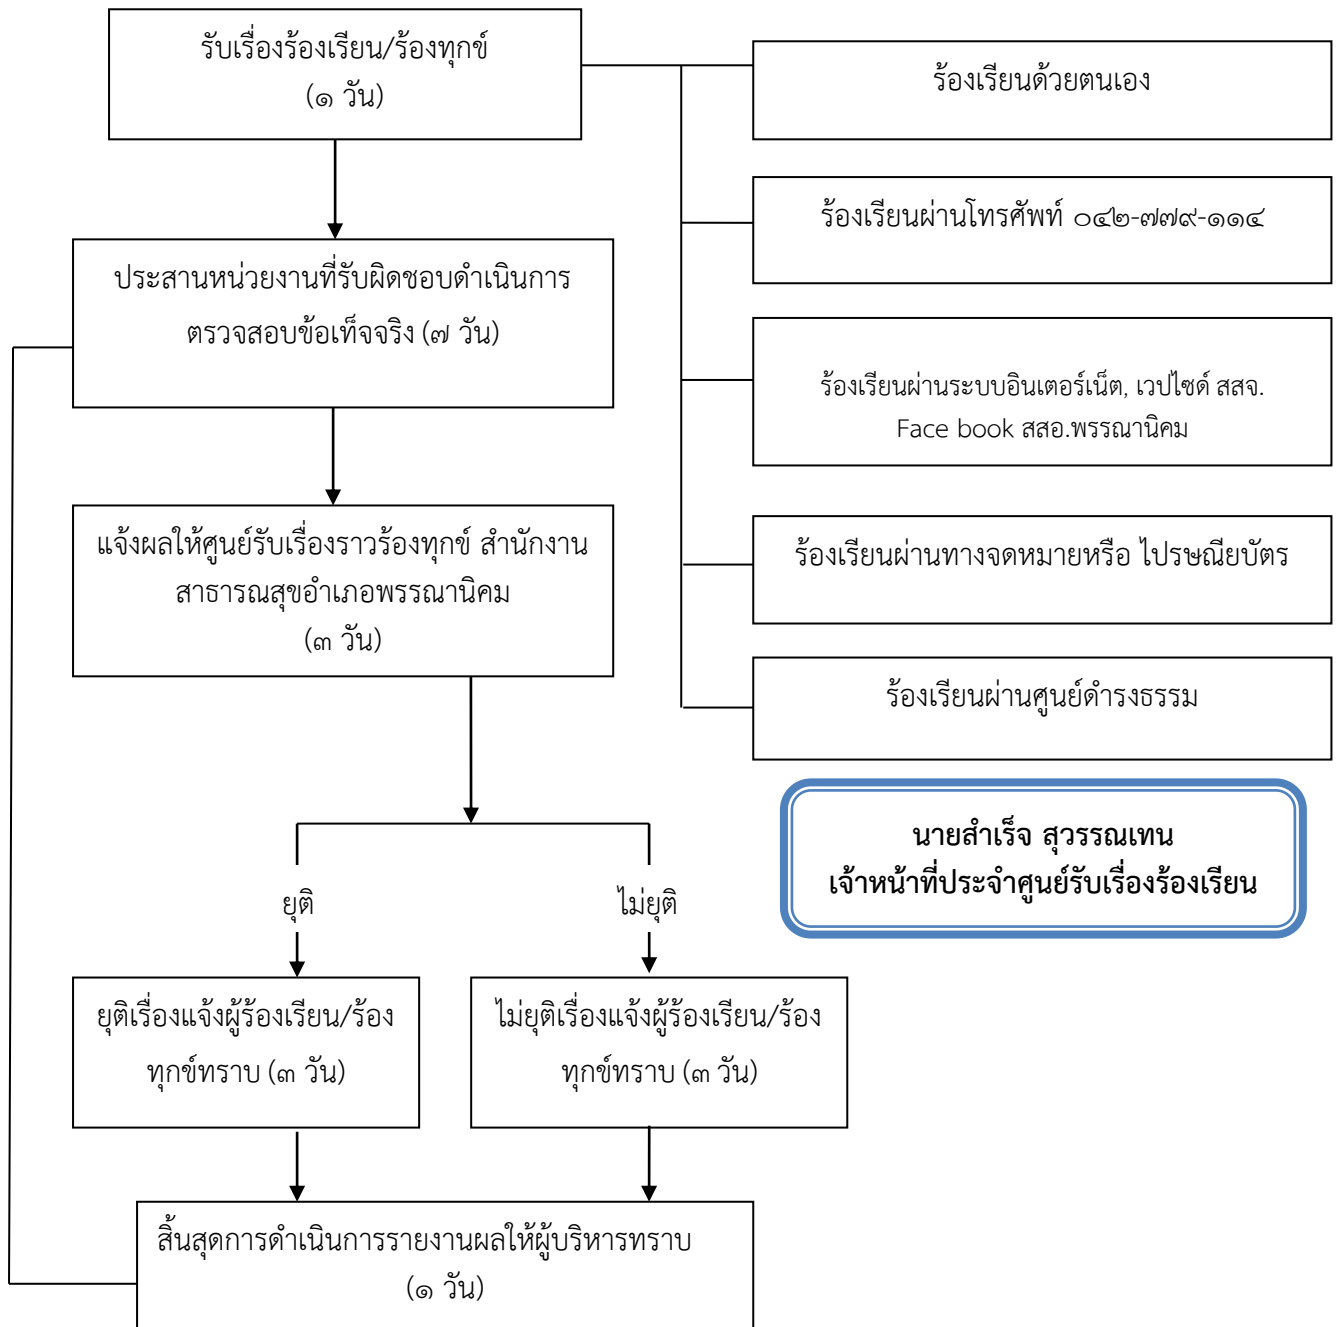 รับเรื่องร้องเรียน/ร้องทุกข์
(๑ วัน)
ร้องเรียนด้วยตนเอง
ร้องเรียนผ่านโทรศัพท์ ๐๔๒-๗๗๙-๑๑๔
ประสานหน่วยงานที่รับผิดชอบดำเนินการ
ตรวจสอบข้อเท็จจริง (๗ วัน)
ร้องเรียนผ่านระบบอินเตอร์เน็ต, เวปไซด์ สสจ.
Face book สสอ.พรรณานิคม
แจ้งผลให้ศูนย์รับเรื่องราวร้องทุกข์ สำนักงาน
สาธารณสุขอำเภอพรรณานิคม
(๓ วัน)
ร้องเรียนผ่านทางจดหมายหรือ ไปรษณียบัตร
ร้องเรียนผ่านศูนย์ดำรงธรรม
นายสำเร็จ สุวรรณเทน
เจ้าหน้าที่ประจำศูนย์รับเรื่องร้องเรียน
ยุติ
ไม่ยุติ
ยุติเรื่องแจ้งผู้ร้องเรียน/ร้อง
ทุกข์ทราบ (๓ วัน)
ไม่ยุติเรื่องแจ้งผู้ร้องเรียน/ร้อง
ทุกข์ทราบ (๓ วัน)
สิ้นสุดการดำเนินการรายงานผลให้ผู้บริหารทราบ
(๑ วัน)